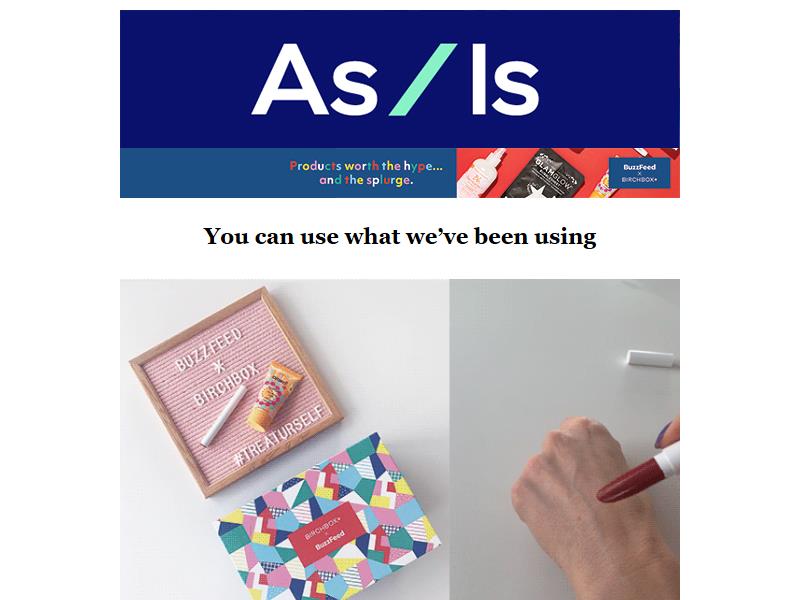 As/Is
Products worth the hype...
and the splurge.
GLAMGLOW
BuzzFeed
X
BIRCHBOX+
You can use what we’ve been using
BUZZFEED
*
BIRCHBOX
#TREATURSELF
BIRCHBOX+
X
BuzzFeed